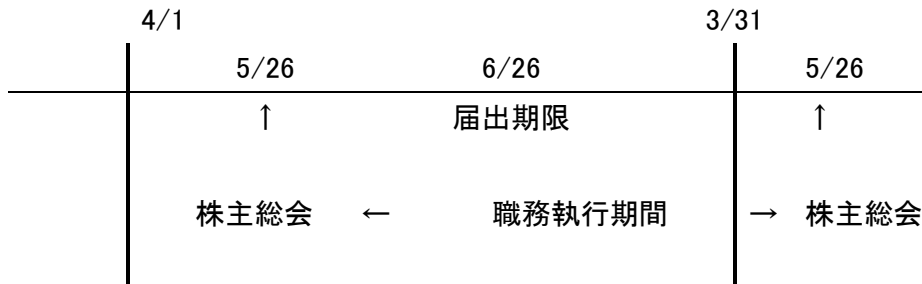 4/1 3/31
5/26 6/26 5/26
↑ 届出期限 ↑
株主総会 ← 職務執行期間 → 株主総会